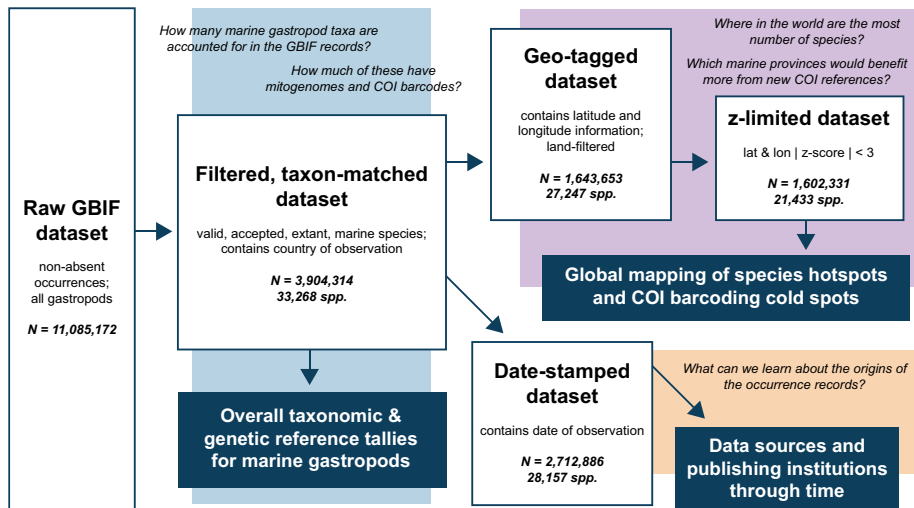 Raw GBIF
dataset
non-absent
occurrences;
all gastropods
N = 11,085,172
How many marine gastropod taxa are
accounted for in the GBIF records?
How much of these have
mitogenomes and COI barcodes?
Filtered, taxon-matched
dataset
valid, accepted, extant, marine species;
contains country of observation
N = 3,904,314
33,268 spp.
Overall taxonomic &
genetic reference tallies
for marine gastropods
Geo-tagged
dataset
contains latitude and
longitude information;
land-filtered
N = 1,643,653
27,247 spp.
Where in the world are the most
number of species?
Which marine provinces would benefit
more from new COI references?
z-limited dataset
lat & lon | z-score | < 3
N = 1,602,331
21,433 spp.
Global mapping of species hotspots
and COI barcoding cold spots
Date-stamped
dataset
contains date of observation
N = 2,712,886
28,157 spp.
What can we learn about the origins of
the occurrence records?
Data sources and
publishing institutions
through time